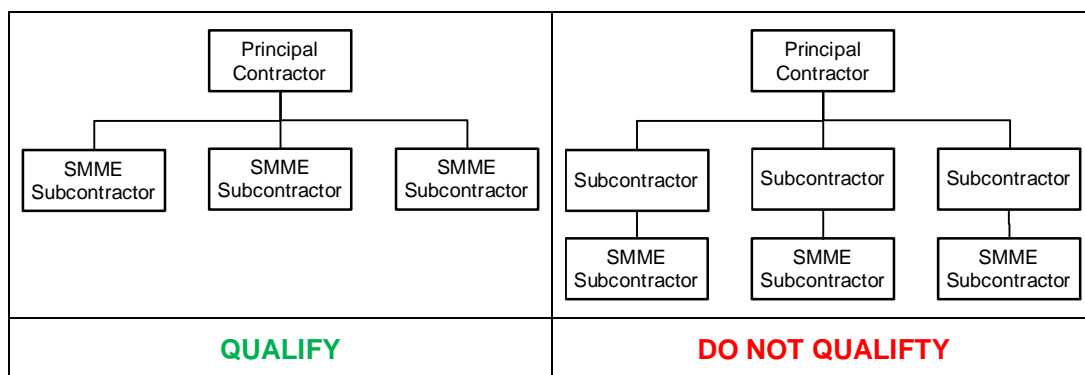 Principal
Contractor
SMME
Subcontractor
SMME
Subcontractor
SMME
Subcontractor
QUALIFY
Principal
Contractor
Subcontractor
Subcontractor
Subcontractor
SMME
Subcontractor
SMME
Subcontractor
SMME
Subcontractor
DO NOT QUALIFTY